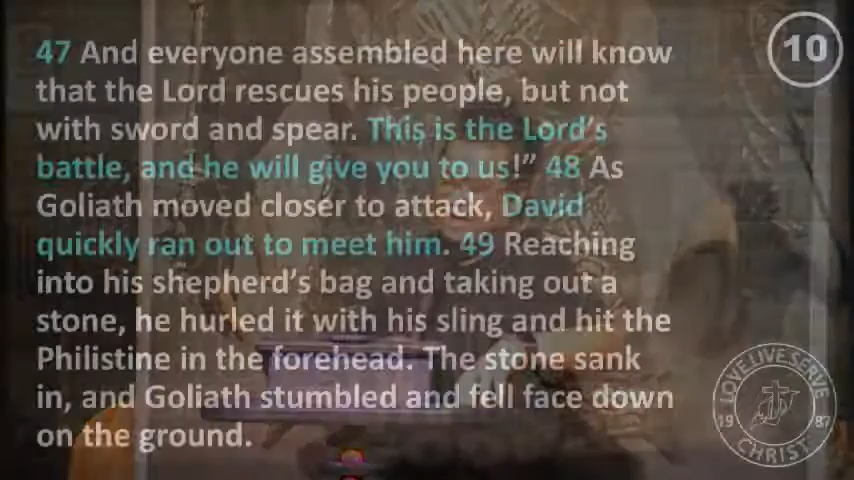 47 And everyone assembled here will know
that the Lord rescues his people, but not
with sword and spear. This is the Lord's
battle, and he will give you to us!" 48 As
Goliath moved closer to attack, David
quickly ran out to meet him. 49 Reaching
into his shepherd's bag and taking out a
stone, he hurled it with his sling and hit the
Philistine in the forehead. The stone sank
in, and Goliath stumbled and fell face down
on the ground.
10
LOVE LIVE SERVE
19 87
CHRIST